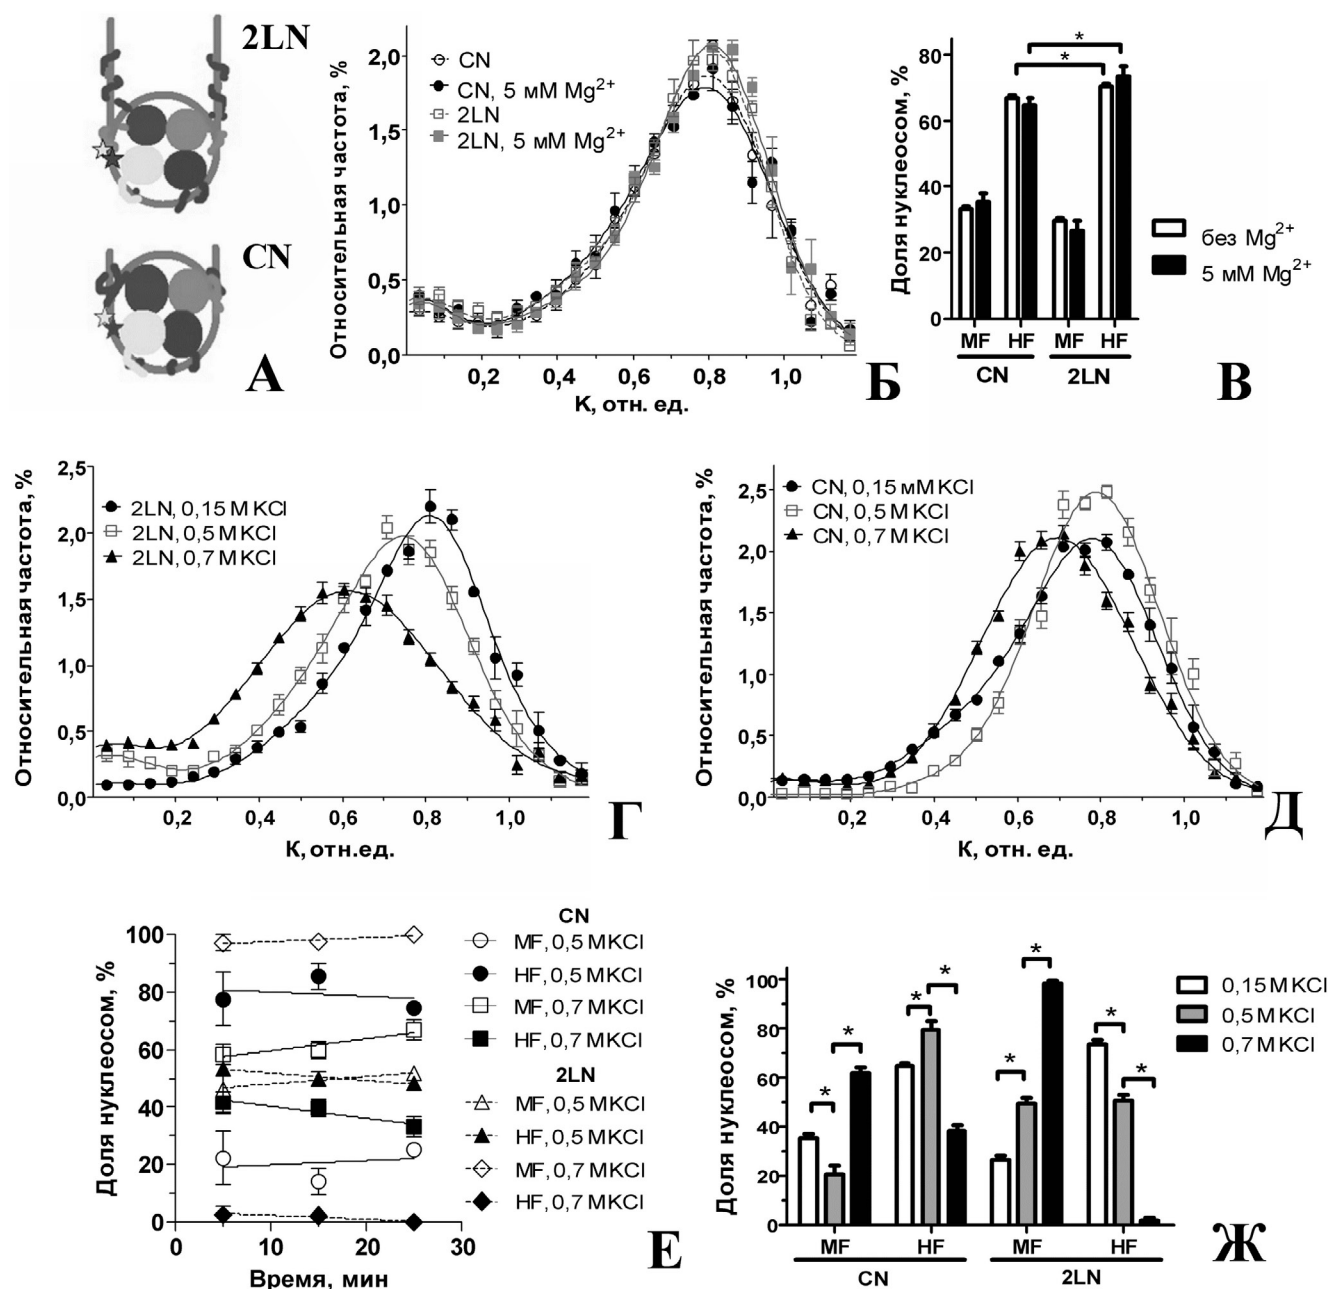 2LN
CN
А
Относительная частота, %
2,0
1,5
1,0
0,5
0,0
CN
CN, 5 мМ Mg²⁺
2LN
2LN, 5 мМ Mg²⁺
0,2 0,4 0,6 0,8 1,0
K, отн. ед.
Б
Доля нуклеосом, %
80
60
40
20
0
* 
*
MF HF MF HF
CN 2LN
без Mg²⁺
5 мМ Mg²⁺
В
Относительная частота, %
2,5
2,0
1,5
1,0
0,5
0,0
2LN, 0,15 М KCl
2LN, 0,5 М KCl
2LN, 0,7 М KCl
0,2 0,4 0,6 0,8 1,0
К, отн.ед.
Г
Относительная частота, %
2,5
2,0
1,5
1,0
0,5
0,0
CN, 0,15 мМ KCl
CN, 0,5 М KCl
CN, 0,7 М KCl
0,2 0,4 0,6 0,8 1,0
К, отн. ед.
Д
Доля нуклеосом, %
100
80
60
40
20
0
0 10 20 30
Время, мин
CN
MF, 0,5 М KCl
HF, 0,5 М KCl
MF, 0,7 М KCl
HF, 0,7 М KCl
2LN
MF, 0,5 М KCl
HF, 0,5 М KCl
MF, 0,7 М KCl
HF, 0,7 М KCl
Е
Доля нуклеосом, %
100
80
60
40
20
0
* * * * * * * *
MF HF MF HF
CN 2LN
0,15 М KCl
0,5 М KCl
0,7 М KCl
Ж